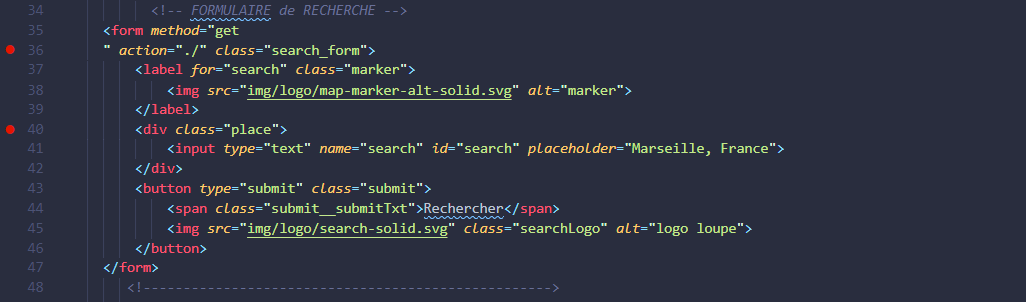 34 <!-- FORMULAIRE de RECHERCHE -->
35 <form method="get
36 " action="./" class="search_form">
37 <label for="search" class="marker">
38 <img src="img/logo/map-marker-alt-solid.svg" alt="marker">
39 </label>
40 <div class="place">
41 <input type="text" name="search" id="search" placeholder="Marseille, France">
42 </div>
43 <button type="submit" class="submit">
44 <span class="submit__submitTxt">Rechercher</span>
45 <img src="img/logo/search-solid.svg" class="searchLogo" alt="logo loupe">
46 </button>
47 </form>
48 <!--------------------------------------------------->